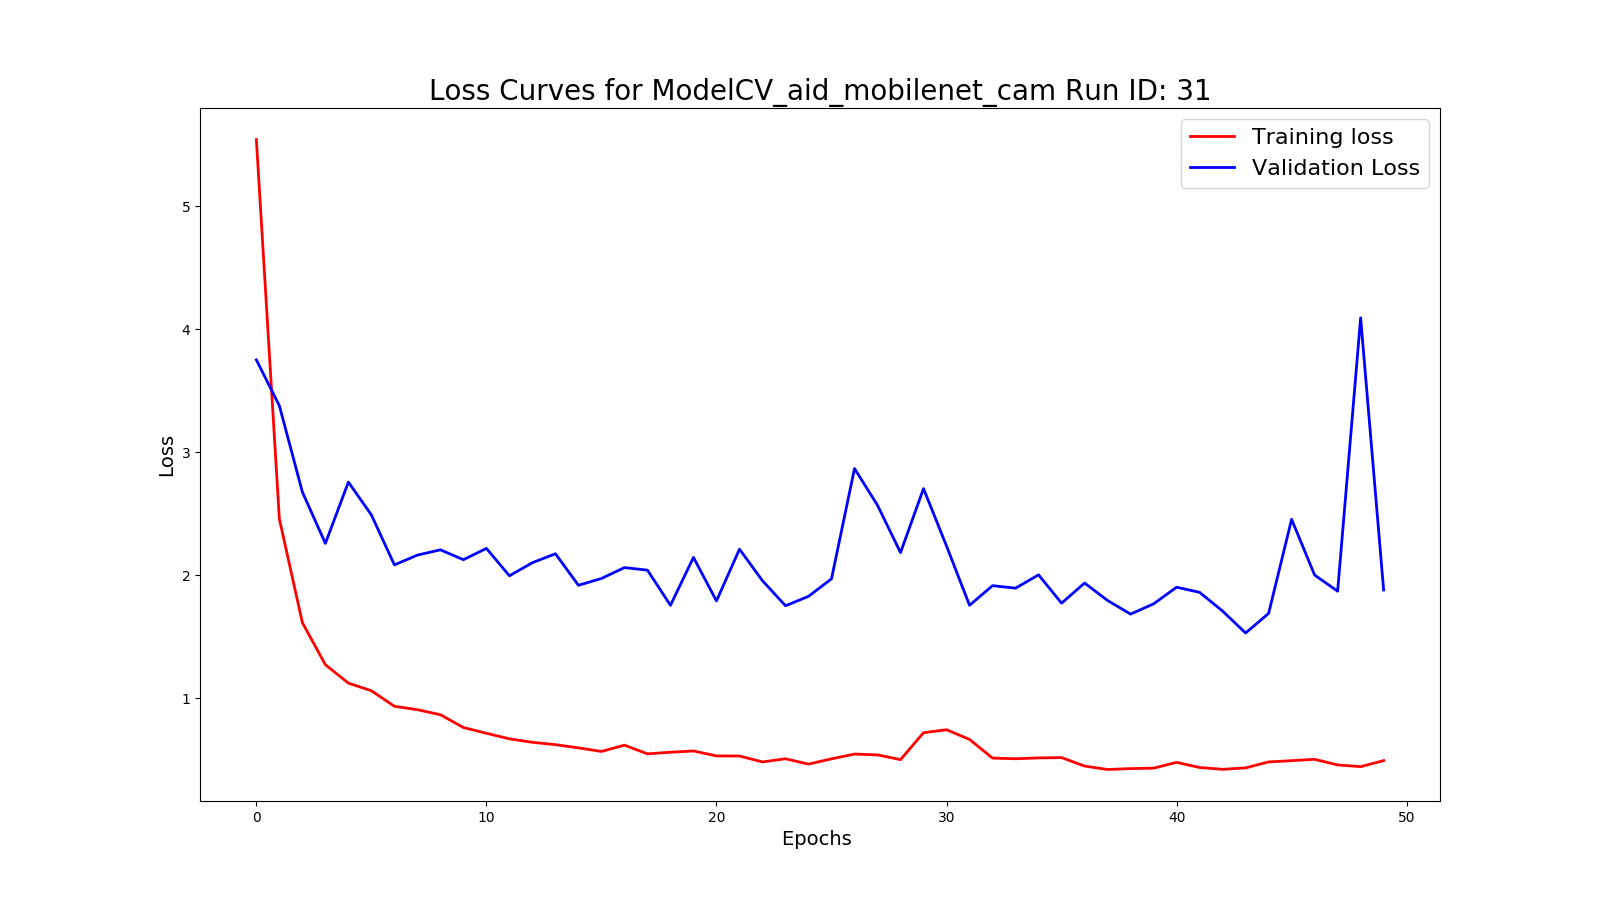 Loss Curves for ModelCV_aid_mobilenet_cam Run ID: 31
Training loss
Validation Loss
5
4
3
2
1
Loss
0 10 20 30 40 50
Epochs